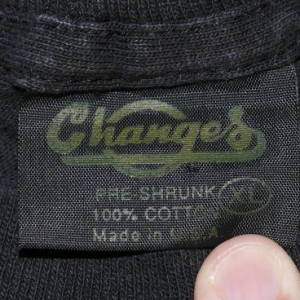 Changes
PRE-SHRUNK
100% COTTON XL
Made in U.S.A.